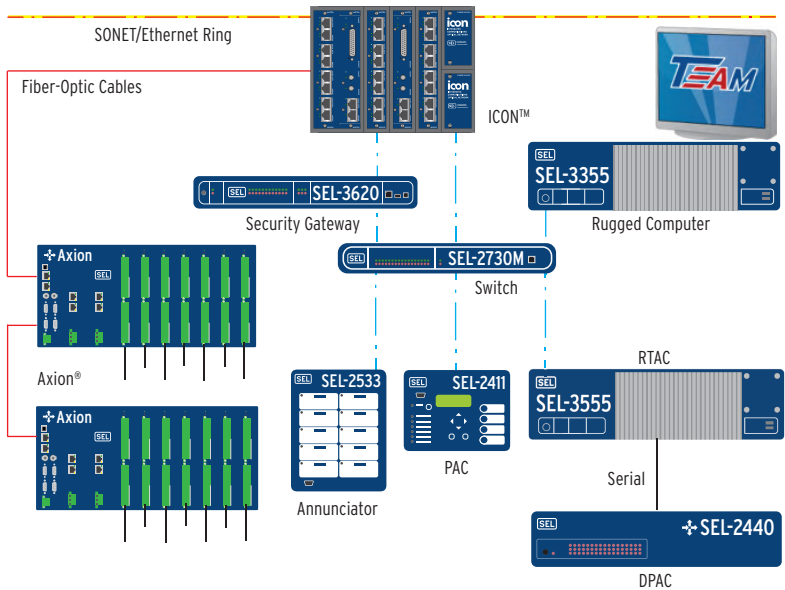 SONET/Ethernet Ring
Fiber-Optic Cables
icon
SEL
icon
SEL
ICON™
TEAM
SEL
SEL-3355
Rugged Computer
SEL
SEL-3620
Security Gateway
SEL
SEL-2730M
Switch
Axion
SEL
Axion®
Axion
SEL
SEL
SEL-2533
Annunciator
SEL
SEL-2411
PAC
RTAC
SEL
SEL-3555
Serial
SEL
SEL-2440
DPAC